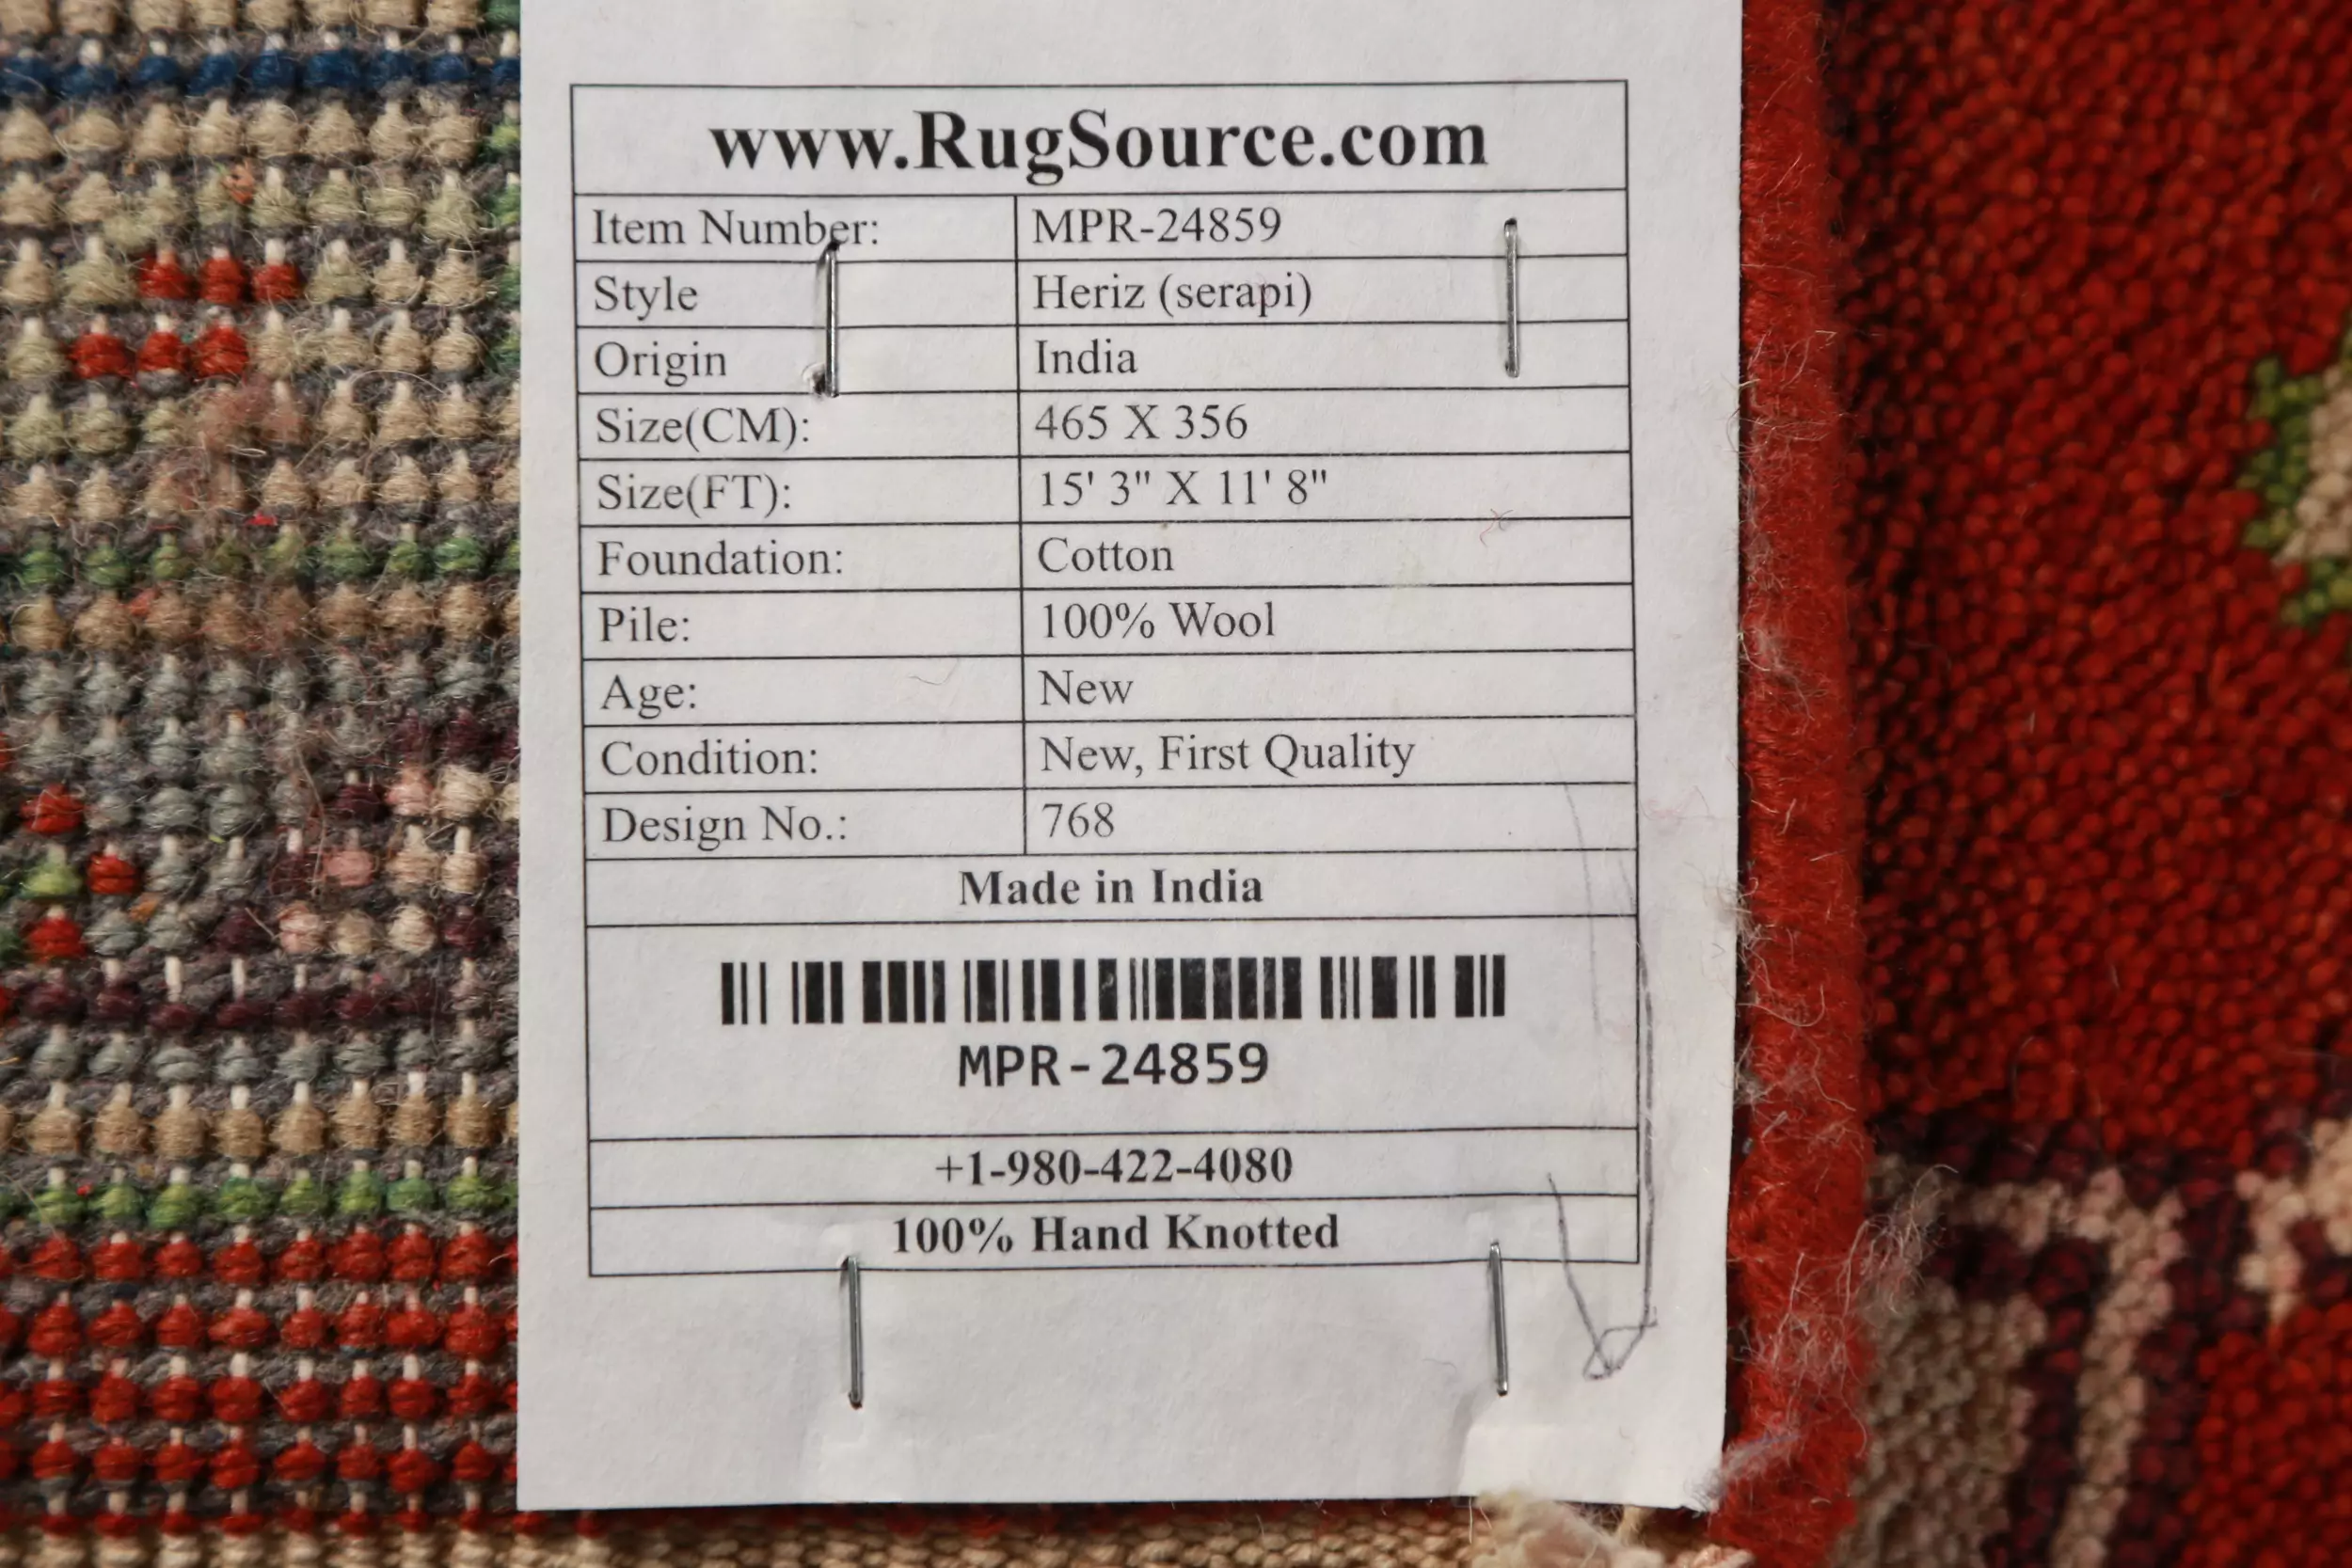 www.RugSource.com
Item Number: MPR-24859
Style Heriz (serapi)
Origin India
Size(CM): 465 X 356
Size(FT): 15' 3" X 11' 8"
Foundation: Cotton
Pile: 100% Wool
Age: New
Condition: New, First Quality
Design No.: 768
Made in India
MPR-24859
+1-980-422-4080
100% Hand Knotted